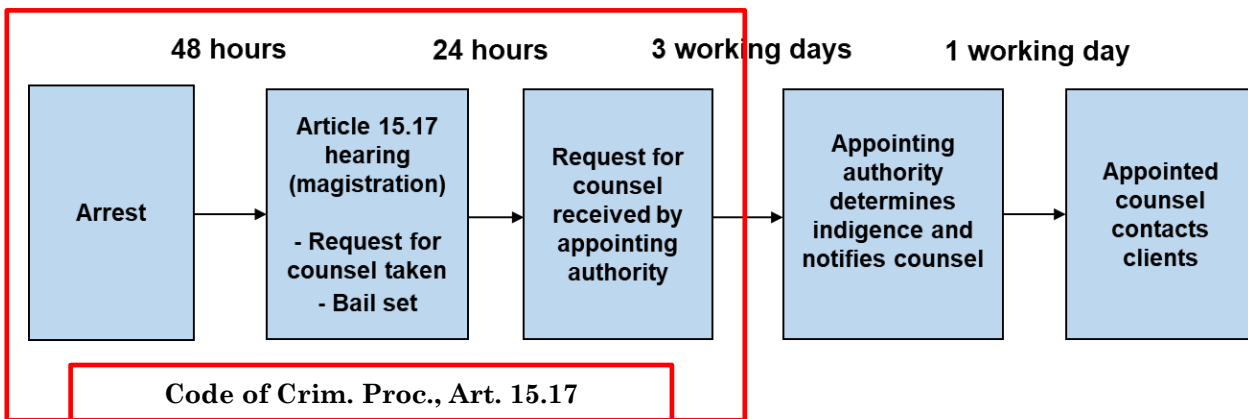 48 hours
24 hours
3 working days
1 working day
Arrest
Article 15.17
hearing
(magistration)
- Request for
counsel taken
- Bail set
Request for
counsel
received by
appointing
authority
Appointing
authority
determines
indigence and
notifies counsel
Appointed
counsel
contacts
clients
Code of Crim. Proc., Art. 15.17